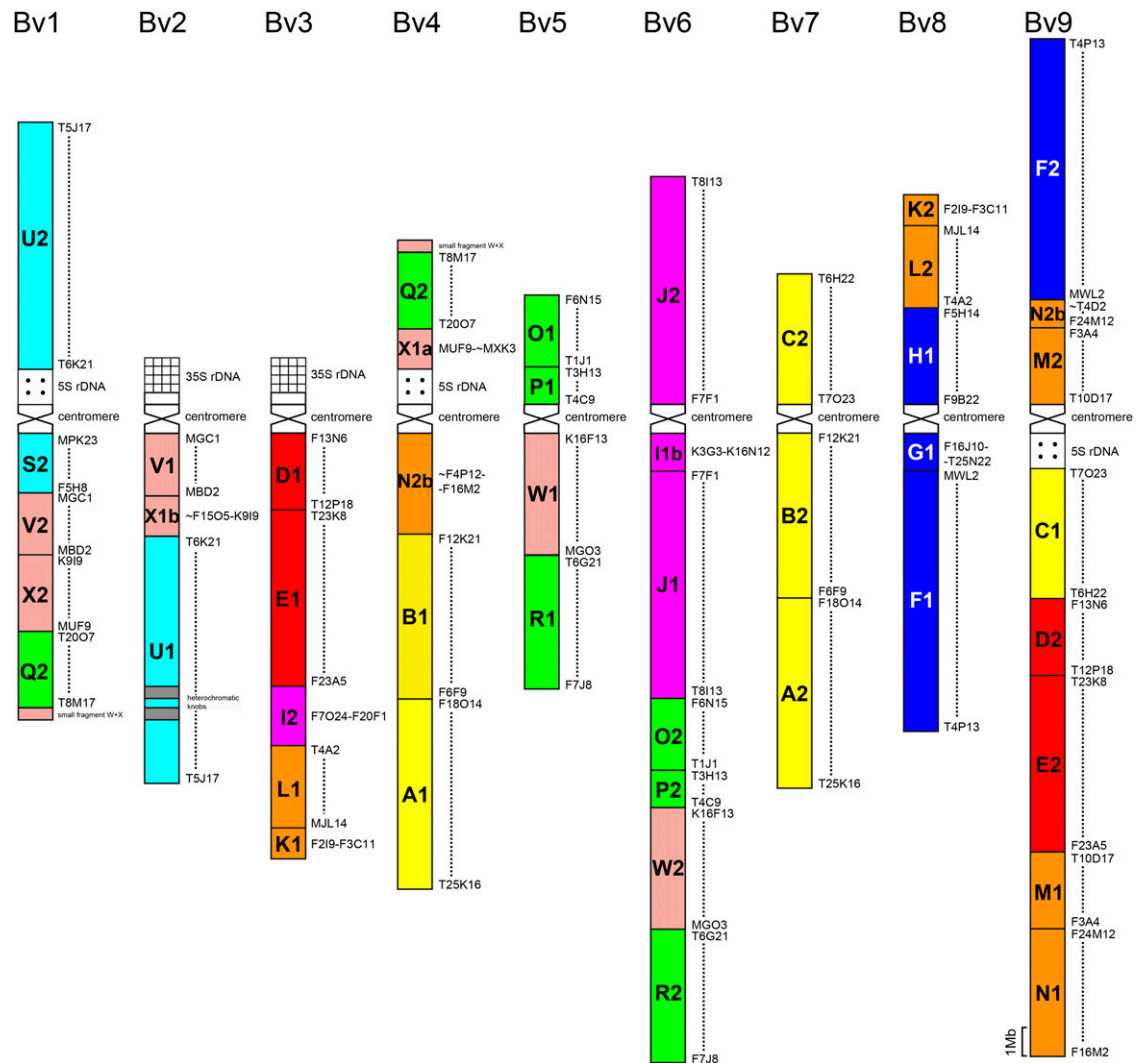 Bv1 Bv2 Bv3 Bv4 Bv5 Bv6 Bv7 Bv8 Bv9
T5J17
U2
T6K21
5S rDNA
centromere
MPK23
S2
F5H8
MGC1
V2
MBD2
K9I9
X2
MUF9
T20O7
Q2
T8M17
small fragment W+X
35S rDNA
centromere
MGC1
V1
MBD2
X1b
~F15O5-K9I9
T6K21
U1
heterochromatic
knobs
T5J17
35S rDNA
centromere
F13N6
D1
T12P18
T23K8
E1
F23A5
I2
F7O24-F20F1
T4A2
L1
MJL14
K1
F2I9-F3C11
small fragment W+X
T8M17
Q2
T20O7
X1a
MUF9-~MXK3
5S rDNA
centromere
N2b
~F4P12-
-F16M2
F12K21
B1
F6F9
F18O14
A1
T25K16
F6N15
O1
T1J1
T3H13
P1
T4C9
centromere
K16F13
W1
MGO3
T6G21
R1
F7J8
T8I13
J2
F7F1
centromere
I1b
K3G3-K16N12
F7F1
J1
T8I13
F6N15
O2
T1J1
T3H13
P2
T4C9
K16F13
W2
MGO3
T6G21
R2
F7J8
T6H22
C2
T7O23
centromere
F12K21
B2
F6F9
F18O14
A2
T25K16
K2
F2I9-F3C11
MJL14
L2
T4A2
F5H14
H1
F9B22
centromere
G1
F16J10-
-T25N22
MWL2
F1
T4P13
T4P13
F2
MWL2
N2b
~T4D2
F24M12
F3A4
M2
T10D17
centromere
5S rDNA
T7O23
C1
T6H22
F13N6
D2
T12P18
T23K8
E2
F23A5
T10D17
M1
F3A4
F24M12
N1
F16M2
1Mb